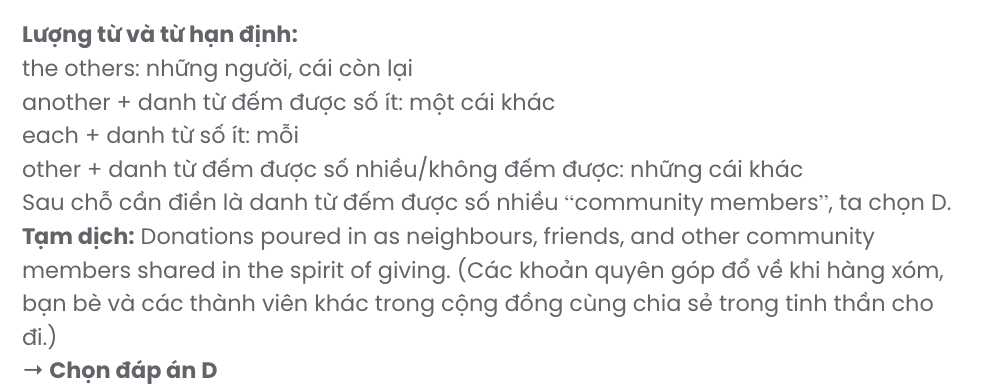 Lượng từ và từ hạn định:
the others: những người, cái còn lại
another + danh từ đếm được số ít: một cái khác
each + danh từ số ít: mỗi
other + danh từ đếm được số nhiều/không đếm được: những cái khác
Sau chỗ cần điền là danh từ đếm được số nhiều “community members”, ta chọn D.
Tạm dịch: Donations poured in as neighbours, friends, and other community
members shared in the spirit of giving. (Các khoản quyên góp đổ về khi hàng xóm,
bạn bè và các thành viên khác trong cộng đồng cùng chia sẻ trong tinh thần cho
đi.)
→ Chọn đáp án D